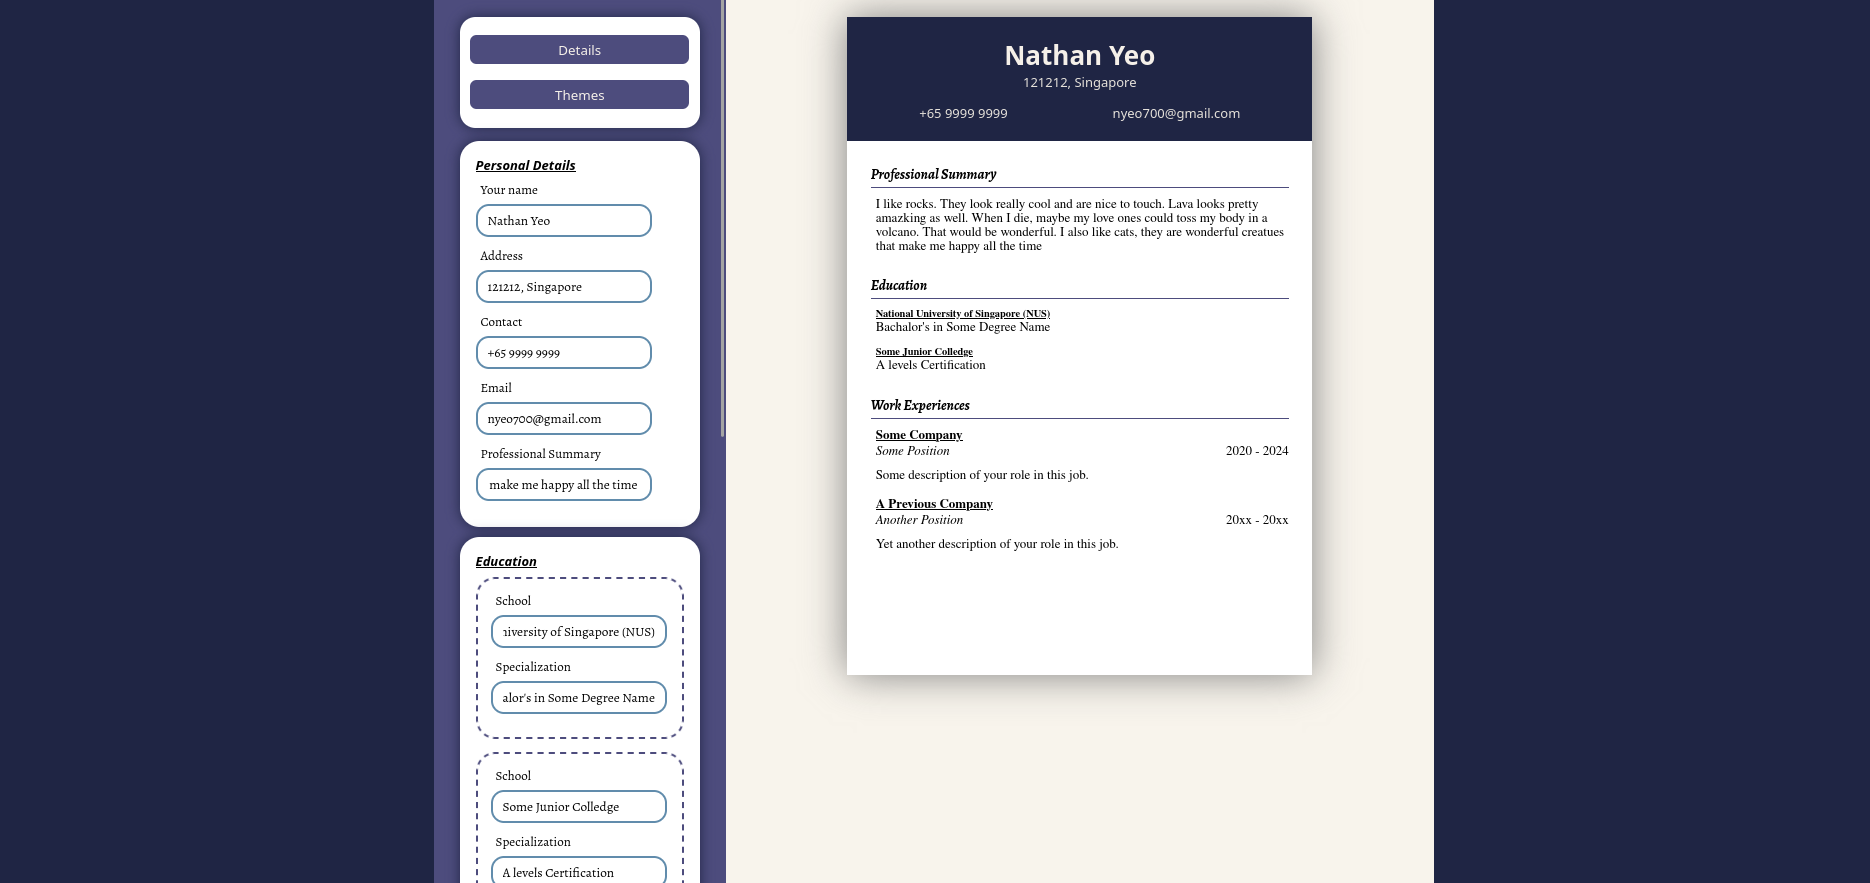 Details
Themes
Personal Details
Your name
Nathan Yeo
Address
121212, Singapore
Contact
+65 9999 9999
Email
nyeo700@gmail.com
Professional Summary
make me happy all the time
Education
School
niversity of Singapore (NUS)
Specialization
alor's in Some Degree Name
School
Some Junior Colledge
Specialization
A levels Certification
Nathan Yeo
121212, Singapore
+65 9999 9999 nyeo700@gmail.com
Professional Summary
I like rocks. They look really cool and are nice to touch. Lava looks pretty
amazking as well. When I die, maybe my love ones could toss my body in a
volcano. That would be wonderful. I also like cats, they are wonderful creatues
that make me happy all the time
Education
National University of Singapore (NUS)
Bachalor's in Some Degree Name
Some Junior Colledge
A levels Certification
Work Experiences
Some Company
Some Position 2020 - 2024
Some description of your role in this job.
A Previous Company
Another Position 20xx - 20xx
Yet another description of your role in this job.